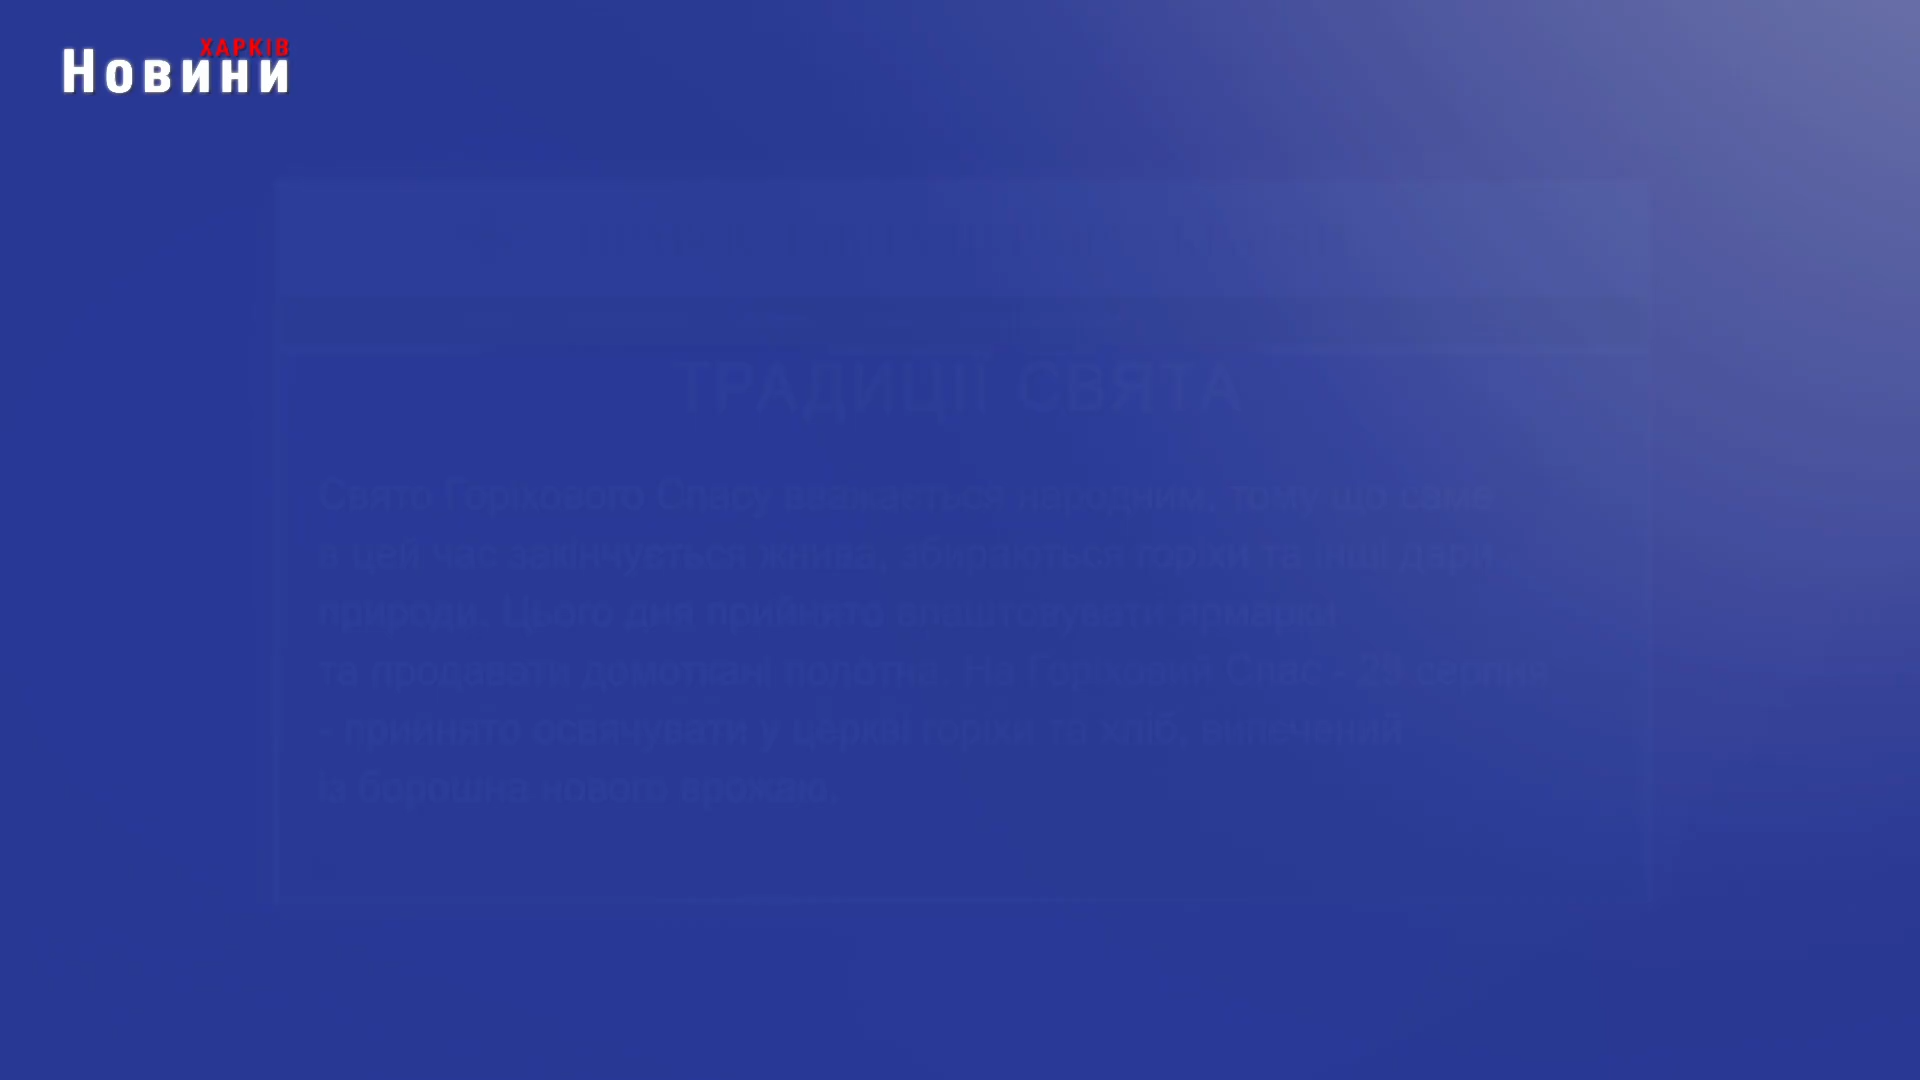 ХАРКІВ
Новини
ТРАДИЦІЇ СВЯТА
Свято Горіхового Спасу вважається народним, тому що саме
в цей час закінчується жнива, збираються горіхи та інші дари
природи. Цього дня прийнято влаштовувати ярмарки
та продавати домоткані полотна. На Горіховий Спас - 29 серпня
- прийнято освячувати у церкві горіхи та хліб, випечений
із борошна нового врожаю.